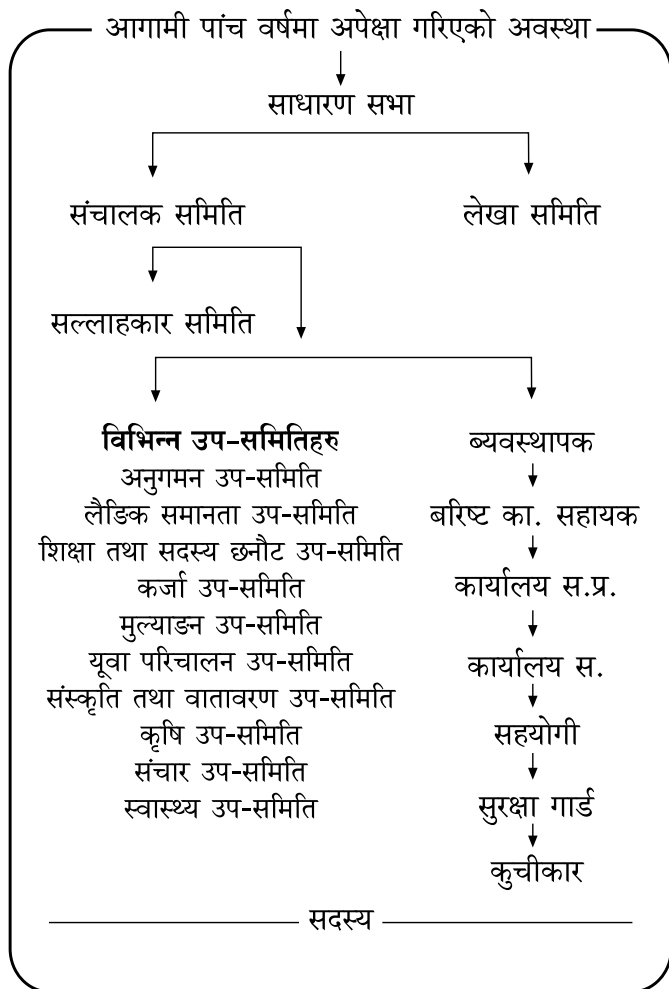 आगामी पांच वर्षमा अपेक्षा गरिएको अवस्था
साधारण सभा
संचालक समिति
लेखा समिति
सल्लाहकार समिति
विभिन्न उप-समितिहरु
अनुगमन उप-समिति
लैङिक समानता उप-समिति
शिक्षा तथा सदस्य छनौट उप-समिति
कर्जा उप-समिति
मुल्याङन उप-समिति
यूवा परिचालन उप-समिति
संस्कृति तथा वातावरण उप-समिति
कृषि उप-समिति
संचार उप-समिति
स्वास्थ्य उप-समिति
ब्यवस्थापक
बरिष्ट का. सहायक
कार्यालय स.प्र.
कार्यालय स.
सहयोगी
सुरक्षा गार्ड
कुचीकार
सदस्य